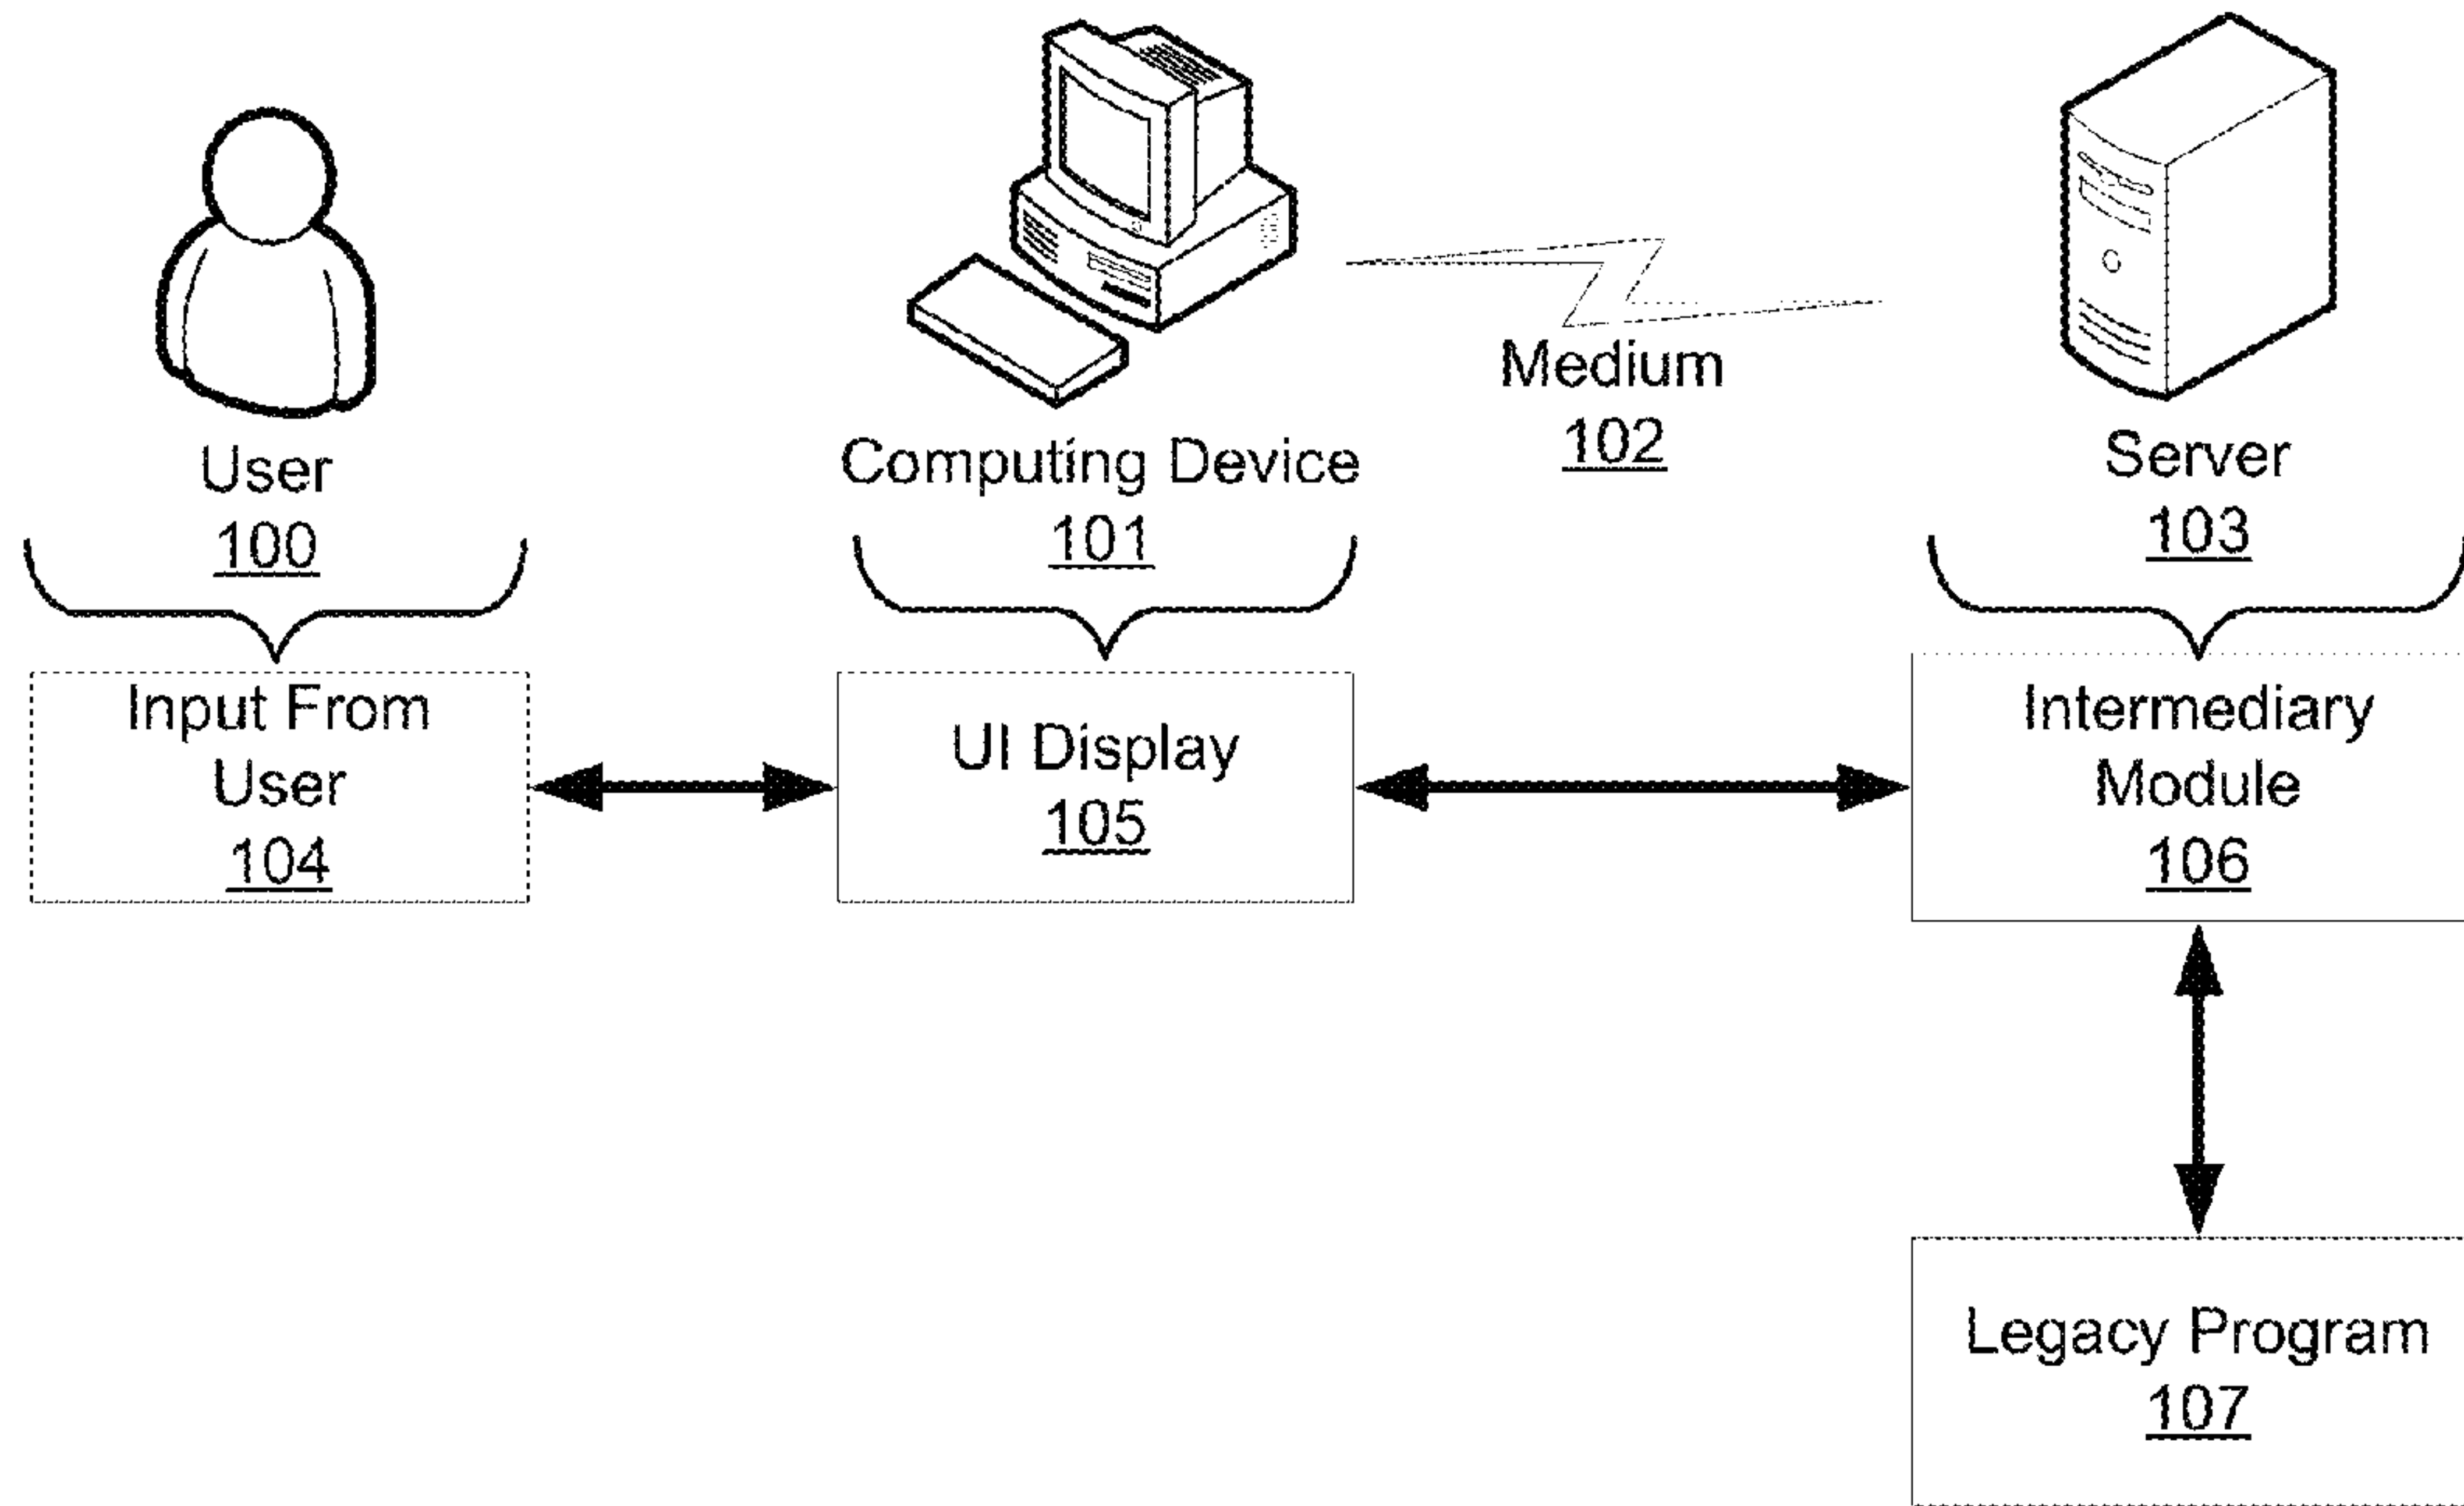 User
100
Computing Device
101
Medium
102
Server
103
Input From
User
104
UI Display
105
Intermediary
Module
106
Legacy Program
107